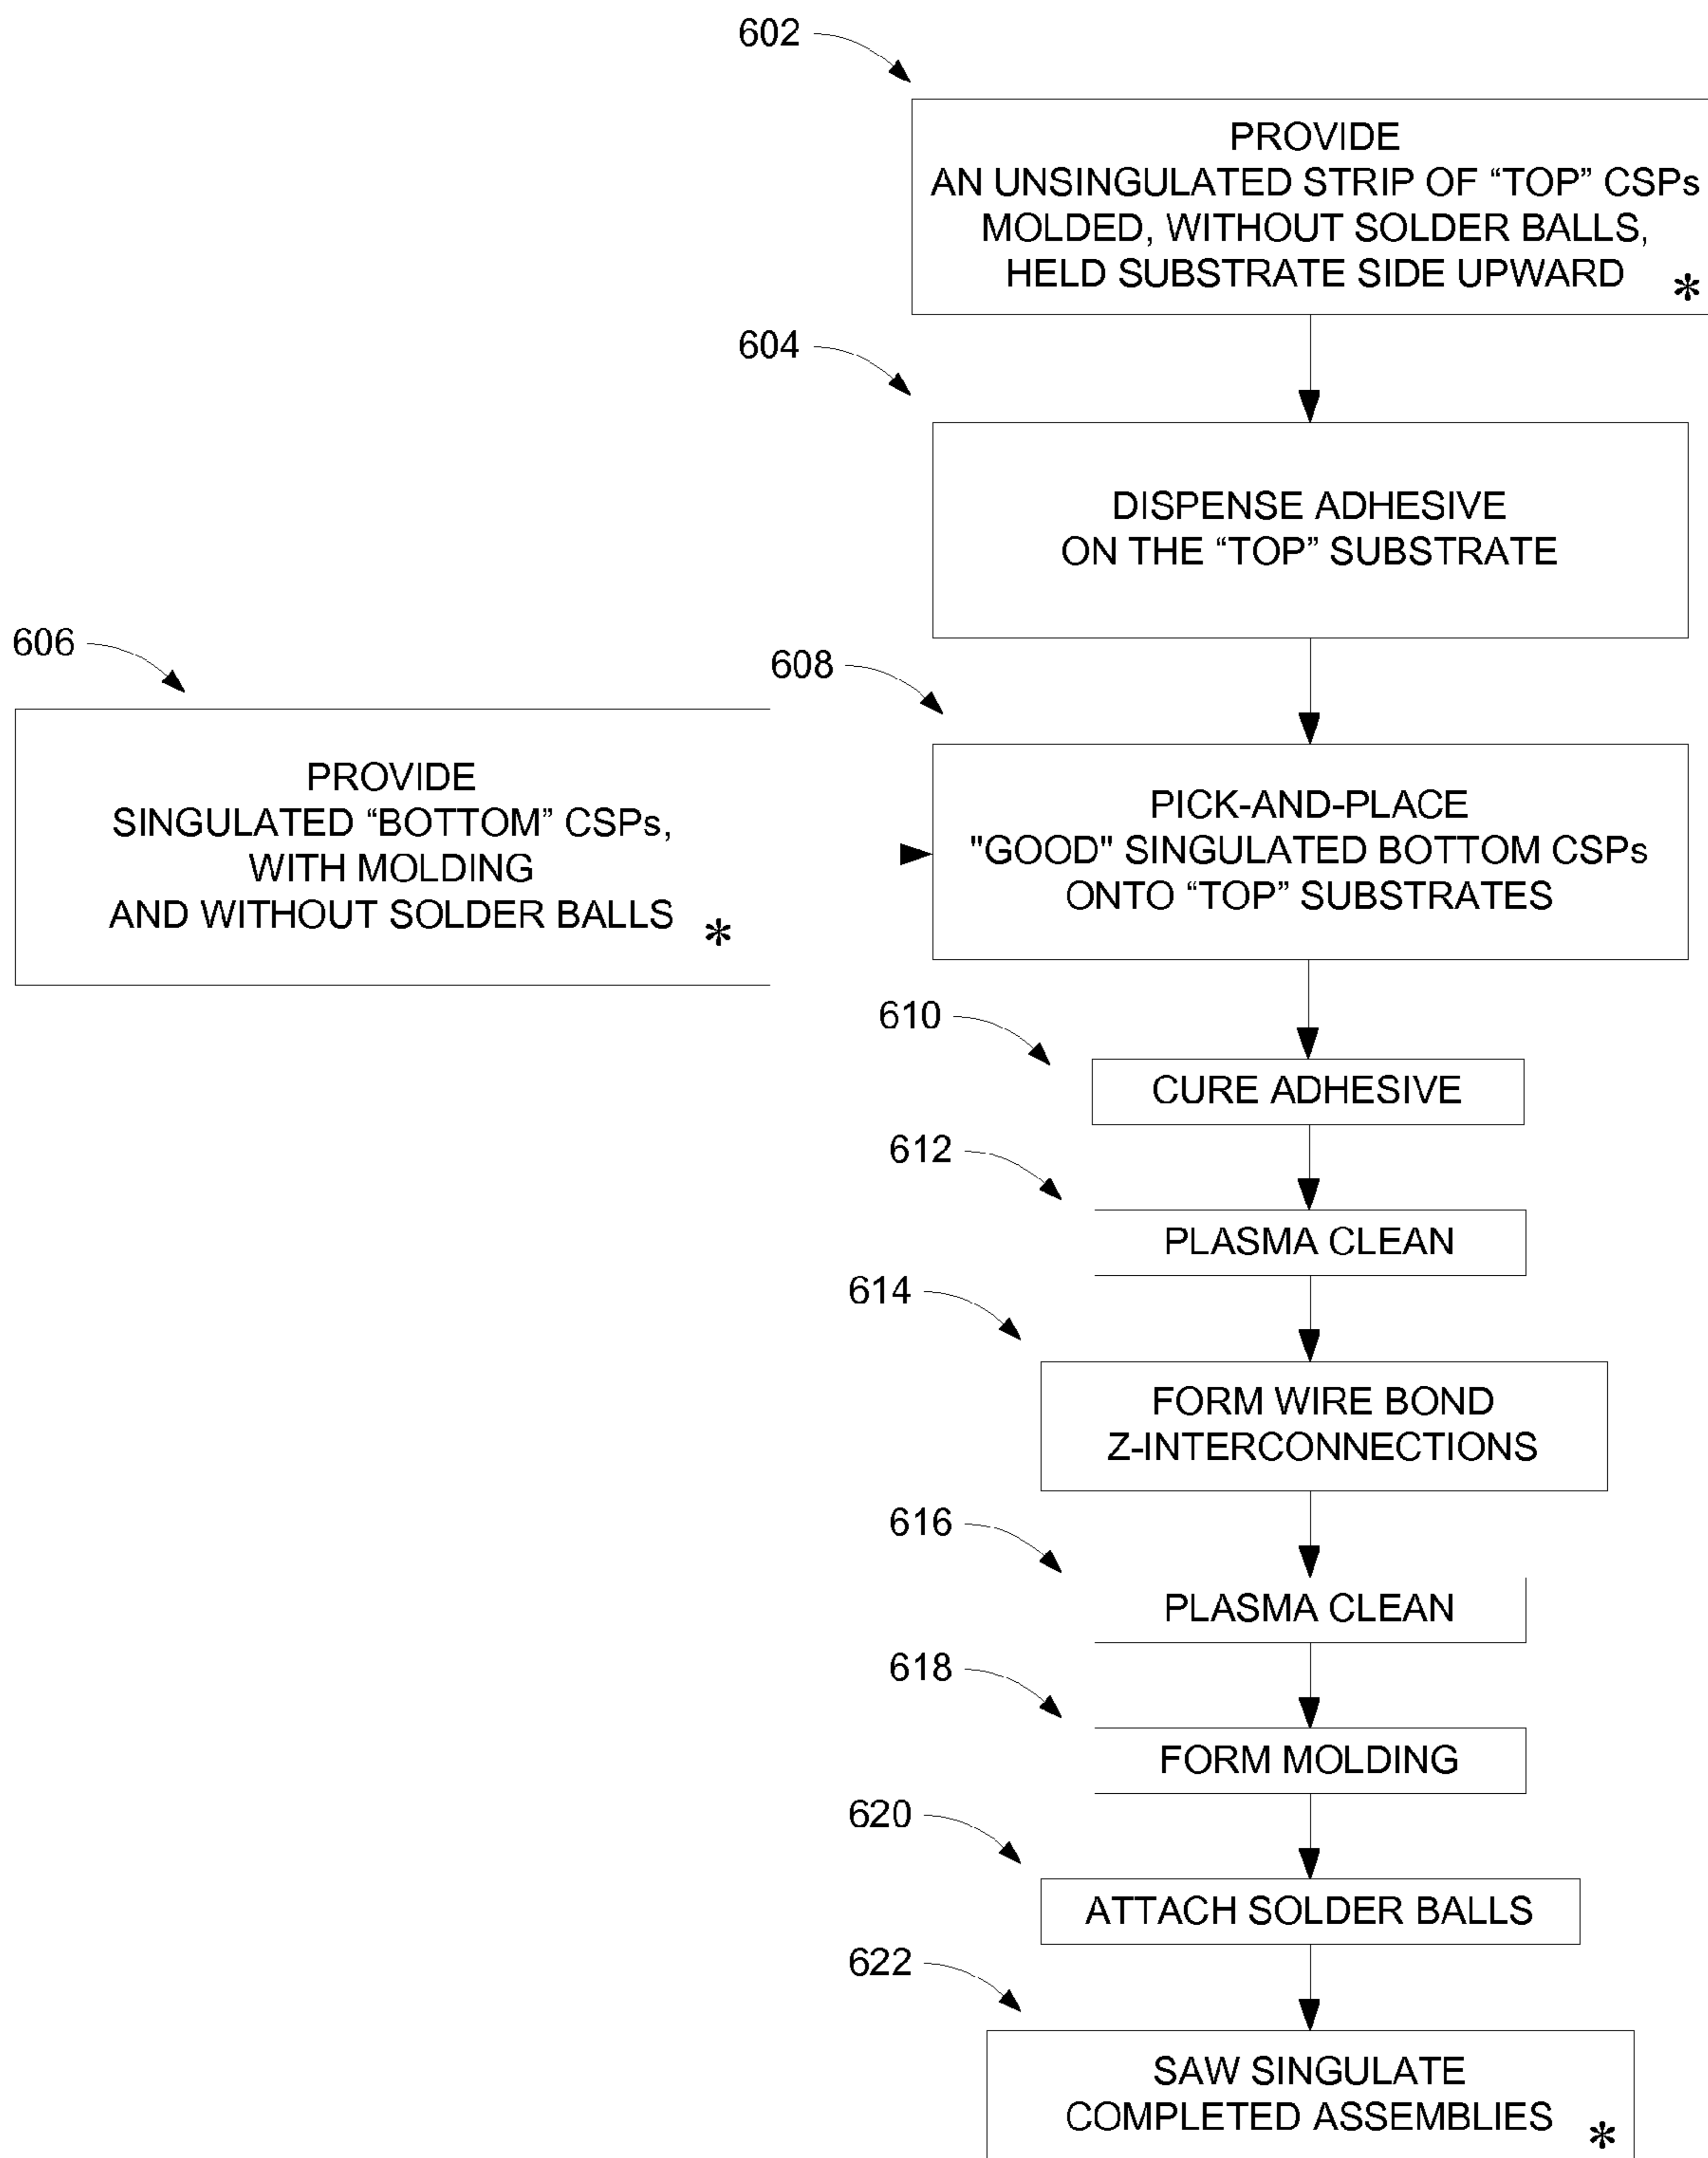 602
PROVIDE
AN UNSINGULATED STRIP OF “TOP” CSPs
MOLDED, WITHOUT SOLDER BALLS,
HELD SUBSTRATE SIDE UPWARD *
604
DISPENSE ADHESIVE
ON THE “TOP” SUBSTRATE
606
PROVIDE
SINGULATED “BOTTOM” CSPs,
WITH MOLDING
AND WITHOUT SOLDER BALLS *
608
PICK-AND-PLACE
"GOOD" SINGULATED BOTTOM CSPs
ONTO “TOP” SUBSTRATES
610
CURE ADHESIVE
612
PLASMA CLEAN
614
FORM WIRE BOND
Z-INTERCONNECTIONS
616
PLASMA CLEAN
618
FORM MOLDING
620
ATTACH SOLDER BALLS
622
SAW SINGULATE
COMPLETED ASSEMBLIES *